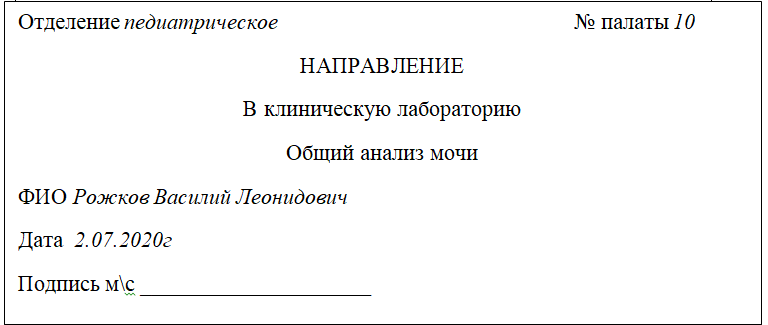 Отделение педиатрическое № палаты 10
НАПРАВЛЕНИЕ
В клиническую лабораторию
Общий анализ мочи
ФИО Рожков Василий Леонидович
Дата 2.07.2020г
Подпись м\с _____________________